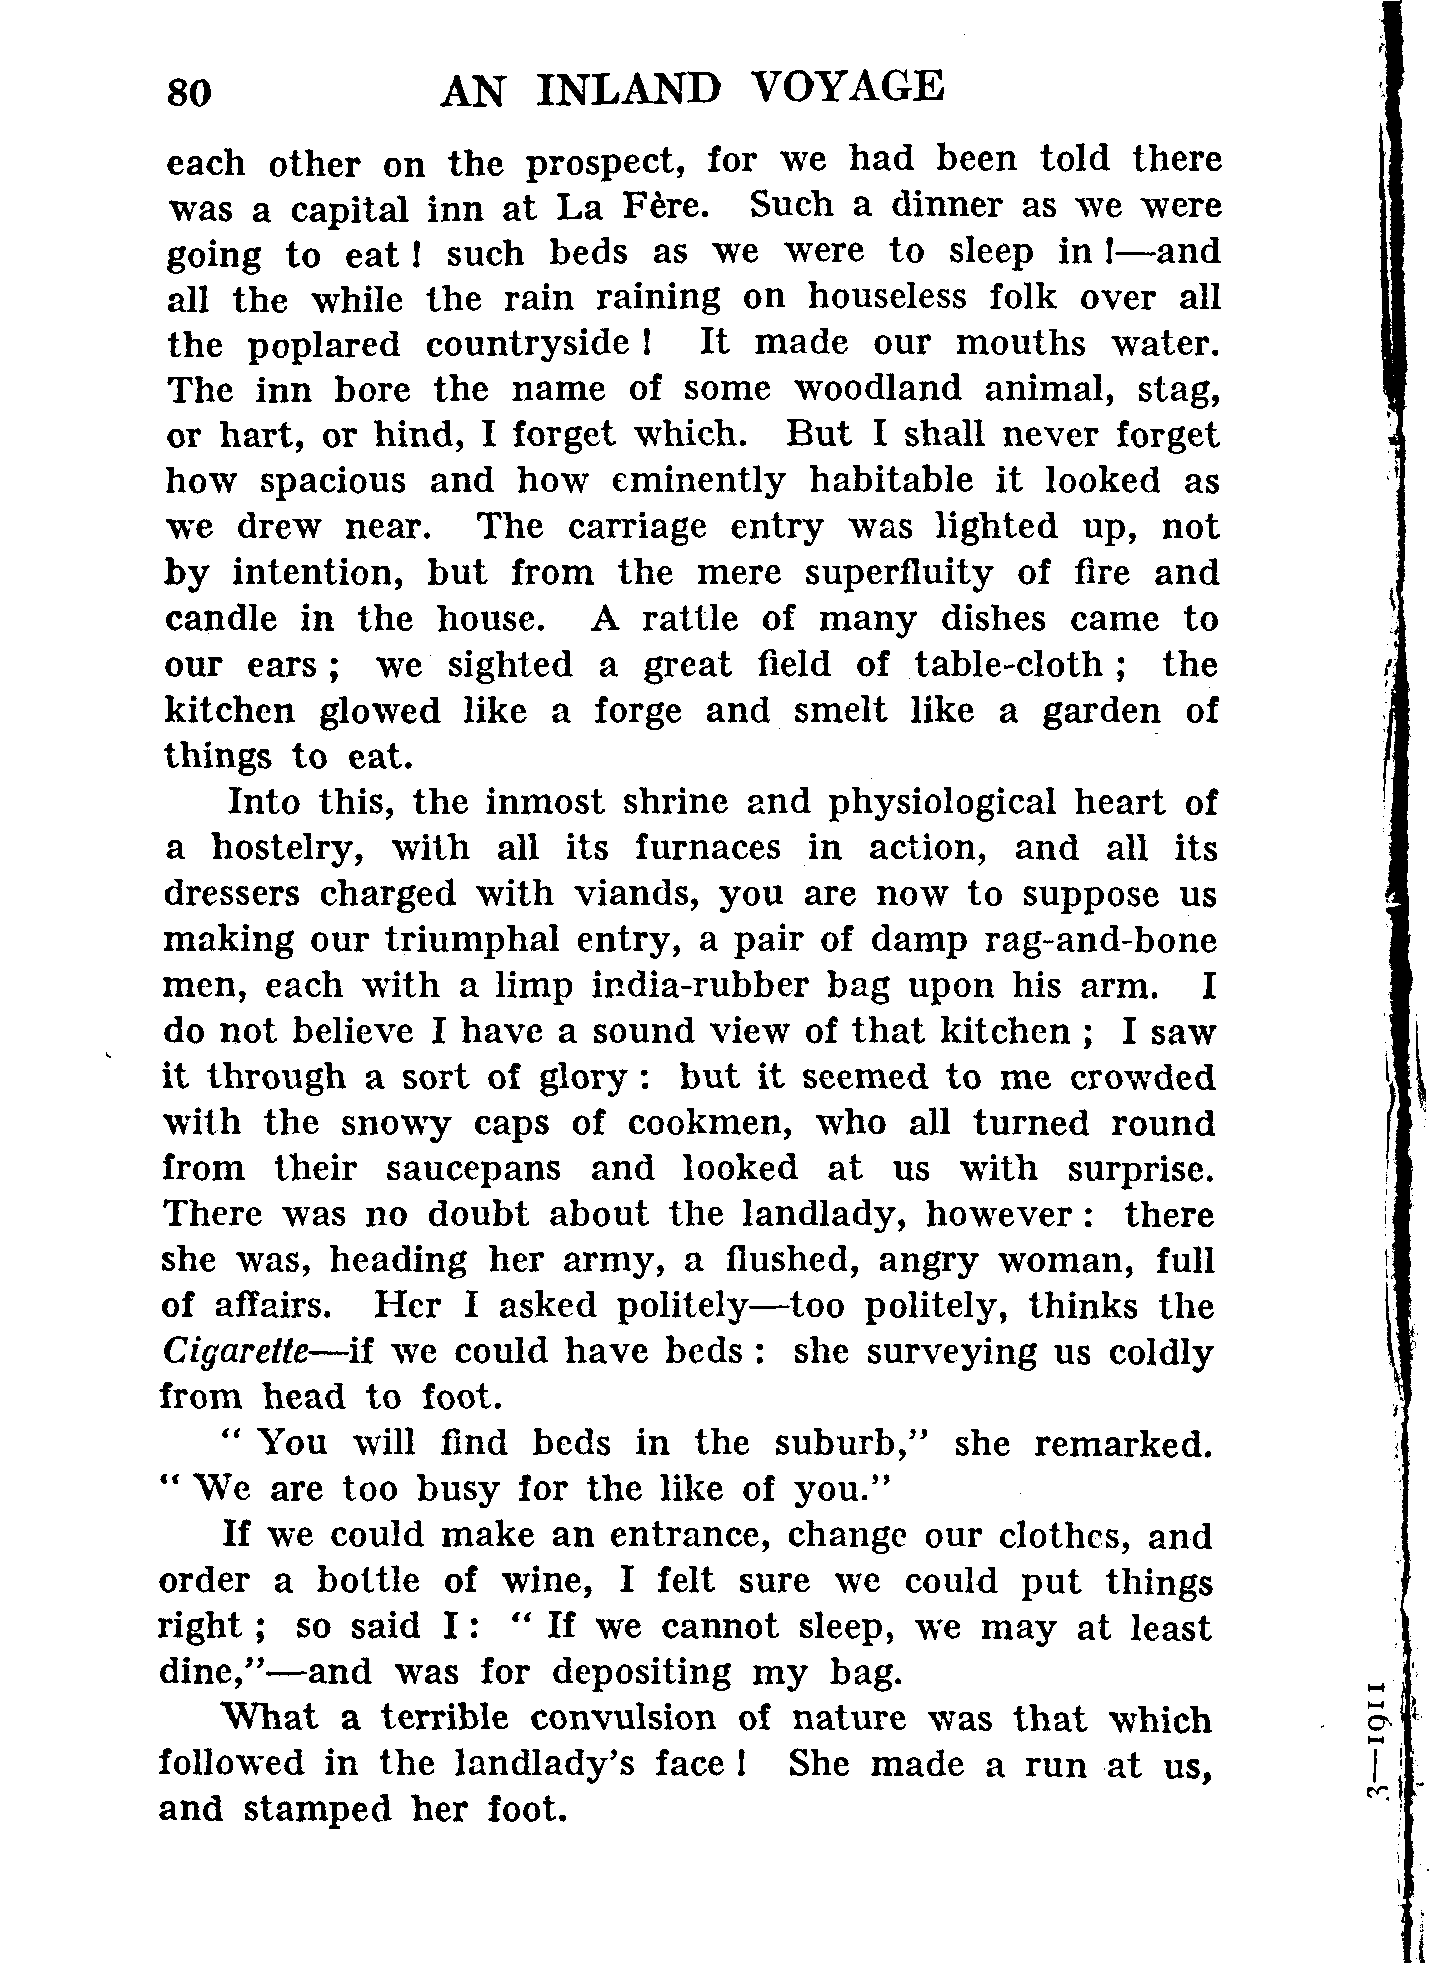 80 AN INLAND VOYAGE
each other on the prospect, for we had been told there
was a capital inn at La Fère. Such a dinner as we were
going to eat ! such beds as we were to sleep in !—and
all the while the rain raining on houseless folk over all
the poplared countryside ! It made our mouths water.
The inn bore the name of some woodland animal, stag,
or hart, or hind, I forget which. But I shall never forget
how spacious and how eminently habitable it looked as
we drew near. The carriage entry was lighted up, not
by intention, but from the mere superfluity of fire and
candle in the house. A rattle of many dishes came to
our ears ; we sighted a great field of table-cloth ; the
kitchen glowed like a forge and smelt like a garden of
things to eat.
Into this, the inmost shrine and physiological heart of
a hostelry, with all its furnaces in action, and all its
dressers charged with viands, you are now to suppose us
making our triumphal entry, a pair of damp rag-and-bone
men, each with a limp india-rubber bag upon his arm. I
do not believe I have a sound view of that kitchen ; I saw
it through a sort of glory : but it seemed to me crowded
with the snowy caps of cookmen, who all turned round
from their saucepans and looked at us with surprise.
There was no doubt about the landlady, however : there
she was, heading her army, a flushed, angry woman, full
of affairs. Her I asked politely—too politely, thinks the
Cigarette—if we could have beds : she surveying us coldly
from head to foot.
“ You will find beds in the suburb,” she remarked.
“ We are too busy for the like of you.”
If we could make an entrance, change our clothes, and
order a bottle of wine, I felt sure we could put things
right ; so said I : “ If we cannot sleep, we may at least
dine,”—and was for depositing my bag.
What a terrible convulsion of nature was that which
followed in the landlady’s face ! She made a run at us,
and stamped her foot.
3—1911